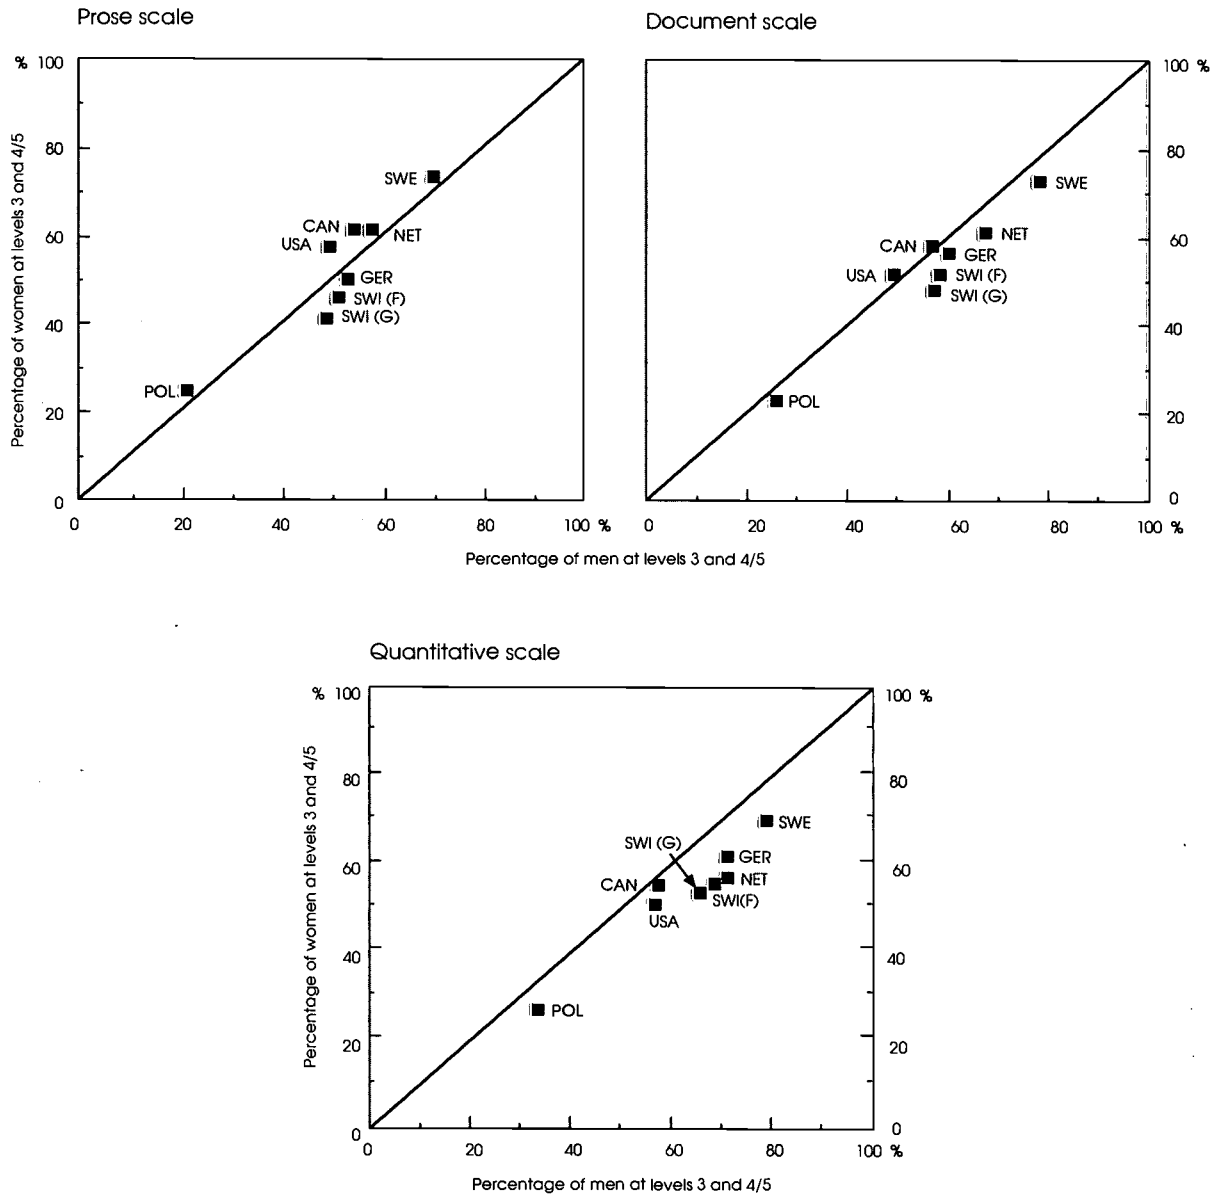 Prose scale
Document scale
% 100
80
60
40
20
0
Percentage of women at levels 3 and 4/5
SWE
CAN
NET
USA
GER
SWI (F)
SWI (G)
POL
0 20 40 60 80 100 %
100 %
80
60
40
20
0
SWE
NET
CAN
GER
USA
SWI (F)
SWI (G)
POL
0 20 40 60 80 100 %
Percentage of men at levels 3 and 4/5
Quantitative scale
% 100
80
60
40
20
0
Percentage of women at levels 3 and 4/5
100 %
80
60
40
20
0
SWE
SWI (G)
GER
CAN
NET
SWI(F)
USA
POL
0 20 40 60 80 100 %
Percentage of men at levels 3 and 4/5